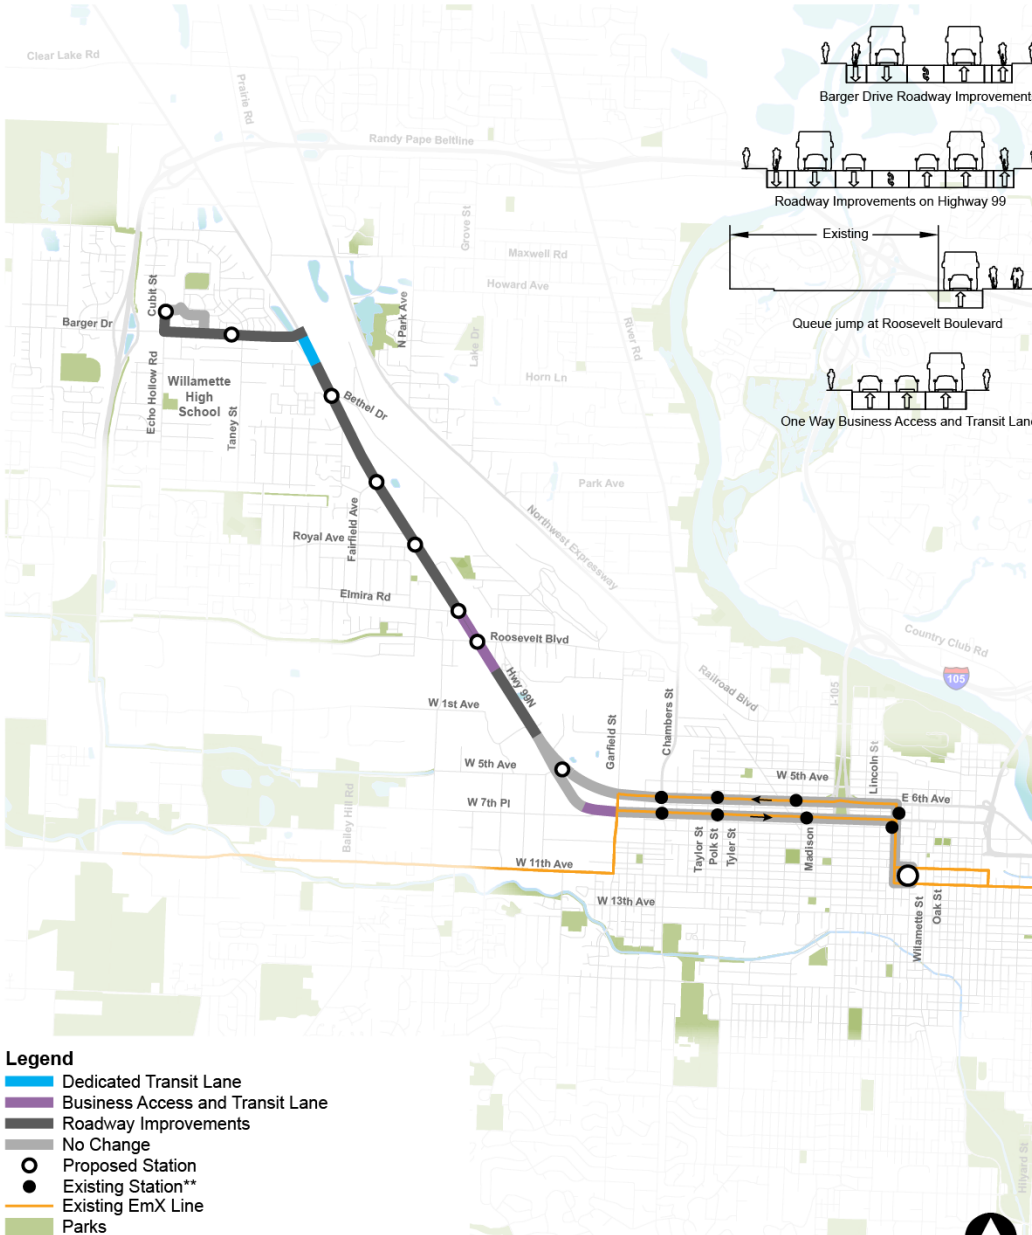 Clear Lake Rd
Prairie Rd
Randy Pape Beltline
Barger Drive Roadway Improvement
Roadway Improvements on Highway 99
Existing
Queue jump at Roosevelt Boulevard
One Way Business Access and Transit Lane
Grove St
Maxwell Rd
Howard Ave
River Rd
Lake Dr
N Park Ave
Horn Ln
Cubit St
Barger Dr
Echo Hollow Rd
Willamette
High
School
Taney St
Bethel Dr
Park Ave
Northwest Expressway
Fairfield Ave
Royal Ave
Elmira Rd
Roosevelt Blvd
Hwy 99N
Country Club Rd
105
I-105
Railroad Blvd
Chambers St
Garfield St
W 1st Ave
W 5th Ave
W 7th Pl
W 5th Ave
Lincoln St
E 6th Ave
Bailey Hill Rd
W 11th Ave
Taylor St
Polk St
Tyler St
Madison
W 13th Ave
Wilamette St
Oak St
Hilyard St
Legend
Dedicated Transit Lane
Business Access and Transit Lane
Roadway Improvements
No Change
Proposed Station
Existing Station**
Existing EmX Line
Parks